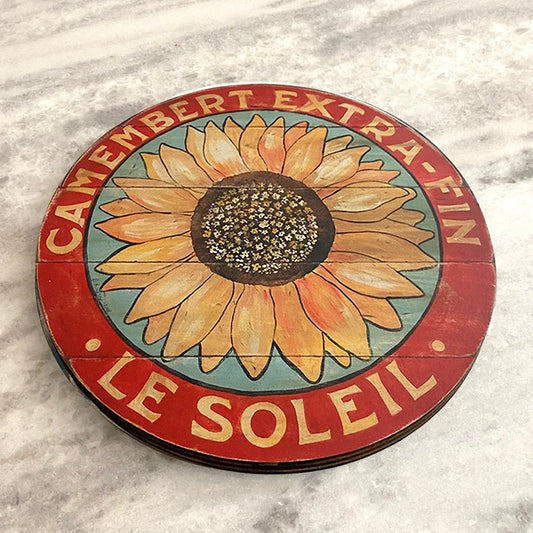 CAMEMBERT EXTRA-FIN
• LE SOLEIL •